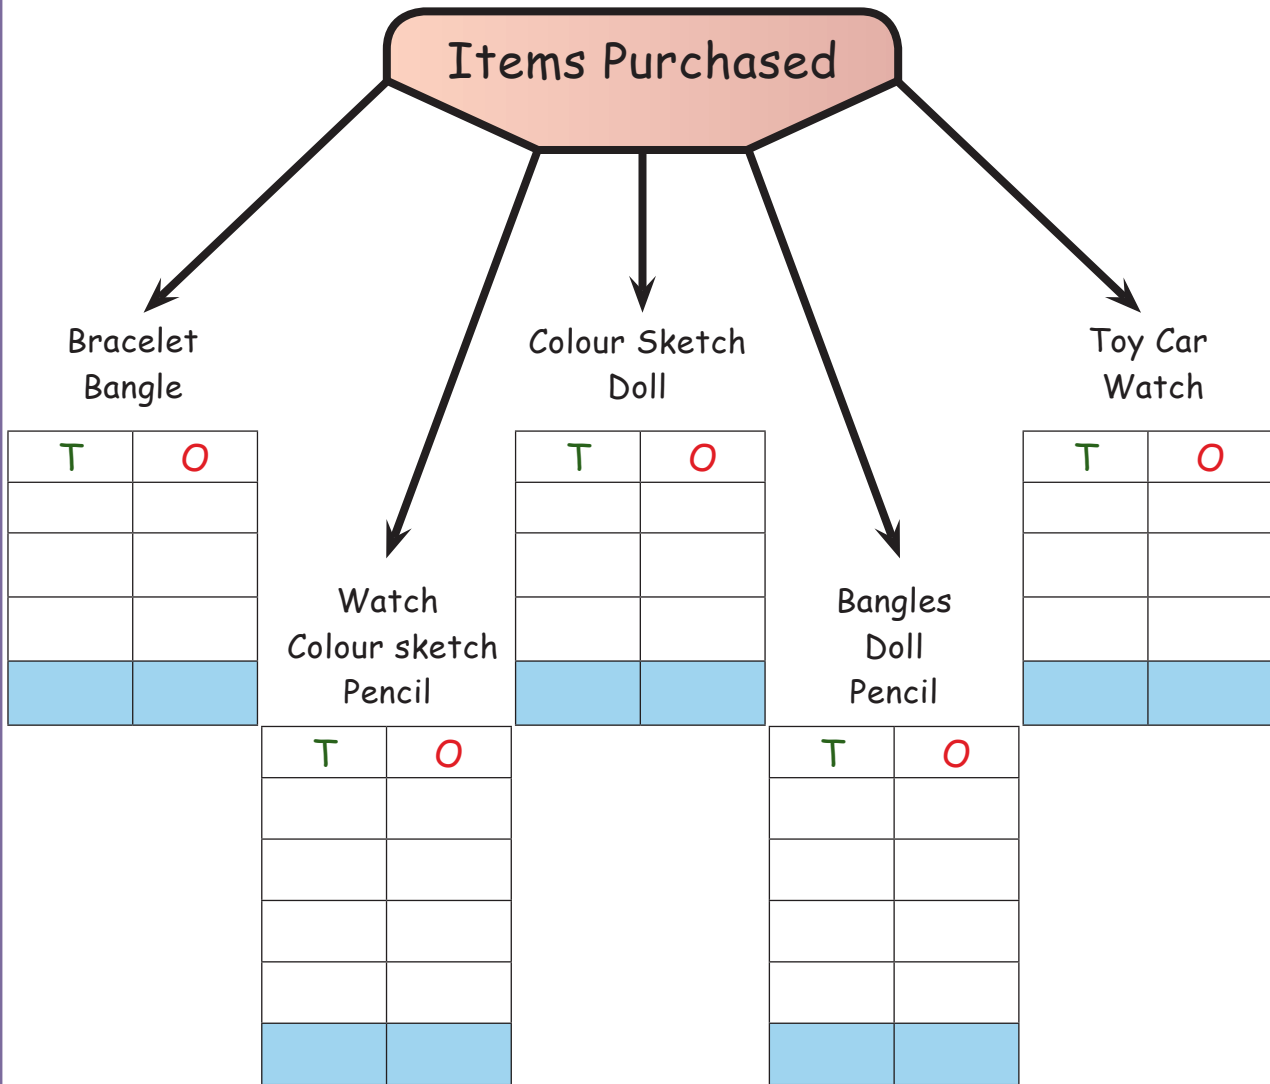 Items Purchased
Bracelet
Bangle
T O
Watch
Colour sketch
Pencil
T O
Colour Sketch
Doll
T O
Bangles
Doll
Pencil
T O
Toy Car
Watch
T O